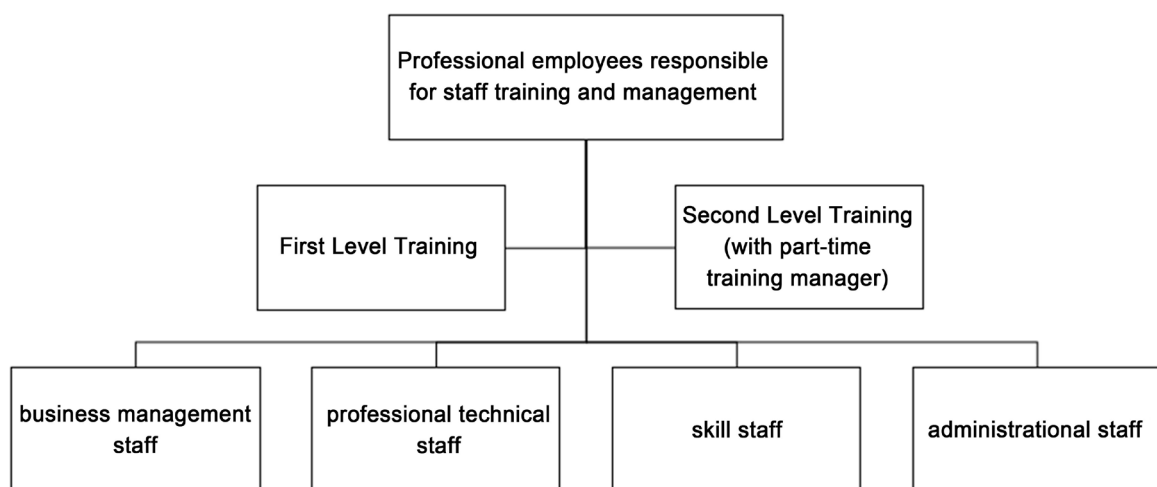 Professional employees responsible
for staff training and management
First Level Training
Second Level Training
(with part-time
training manager)
business management
staff
professional technical
staff
skill staff
administrational staff